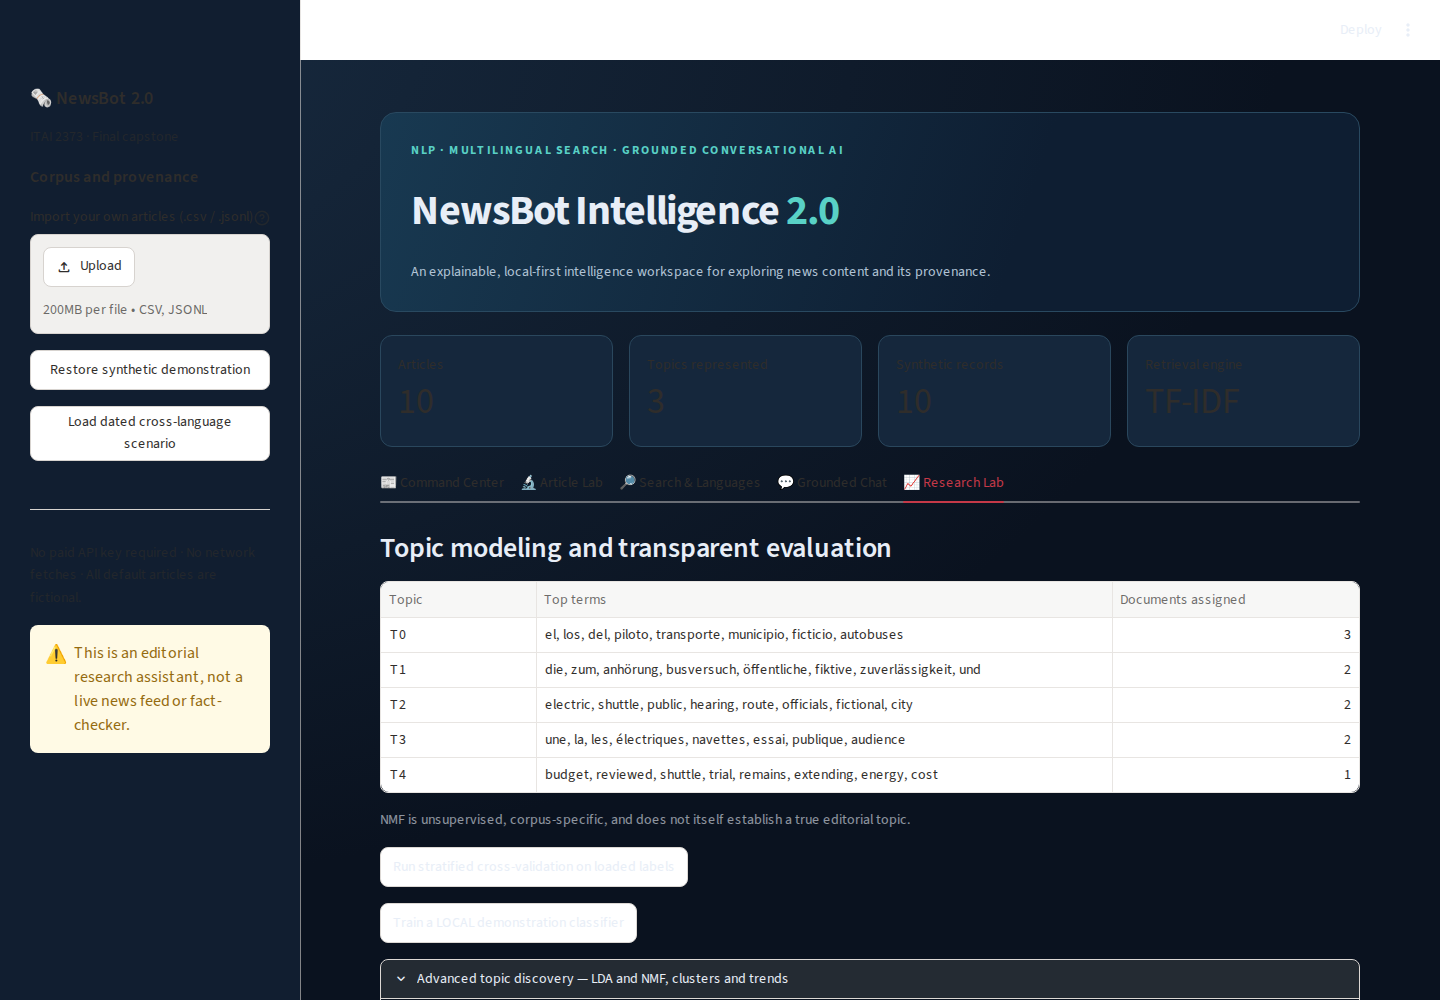 Deploy
🗞️ NewsBot 2.0
ITAI 2373 · Final capstone
Corpus and provenance
Import your own articles (.csv / .jsonl)
Upload
200MB per file • CSV, JSONL
Restore synthetic demonstration
Load dated cross-language
scenario
No paid API key required · No network
fetches · All default articles are
fictional.
⚠️ This is an editorial
research assistant, not a
live news feed or fact-
checker.
NLP · MULTILINGUAL SEARCH · GROUNDED CONVERSATIONAL AI
NewsBot Intelligence 2.0
An explainable, local-first intelligence workspace for exploring news content and its provenance.
Articles
10
Topics represented
3
Synthetic records
10
Retrieval engine
TF-IDF
📰 Command Center 🔬 Article Lab 🔎 Search & Languages 💬 Grounded Chat 📈 Research Lab
Topic modeling and transparent evaluation
Topic Top terms Documents assigned
T0 el, los, del, piloto, transporte, municipio, ficticio, autobuses 3
T1 die, zum, anhörung, busversuch, öffentliche, fiktive, zuverlässigkeit, und 2
T2 electric, shuttle, public, hearing, route, officials, fictional, city 2
T3 une, la, les, électriques, navettes, essai, publique, audience 2
T4 budget, reviewed, shuttle, trial, remains, extending, energy, cost 1
NMF is unsupervised, corpus-specific, and does not itself establish a true editorial topic.
Run stratified cross-validation on loaded labels
Train a LOCAL demonstration classifier
Advanced topic discovery — LDA and NMF, clusters and trends